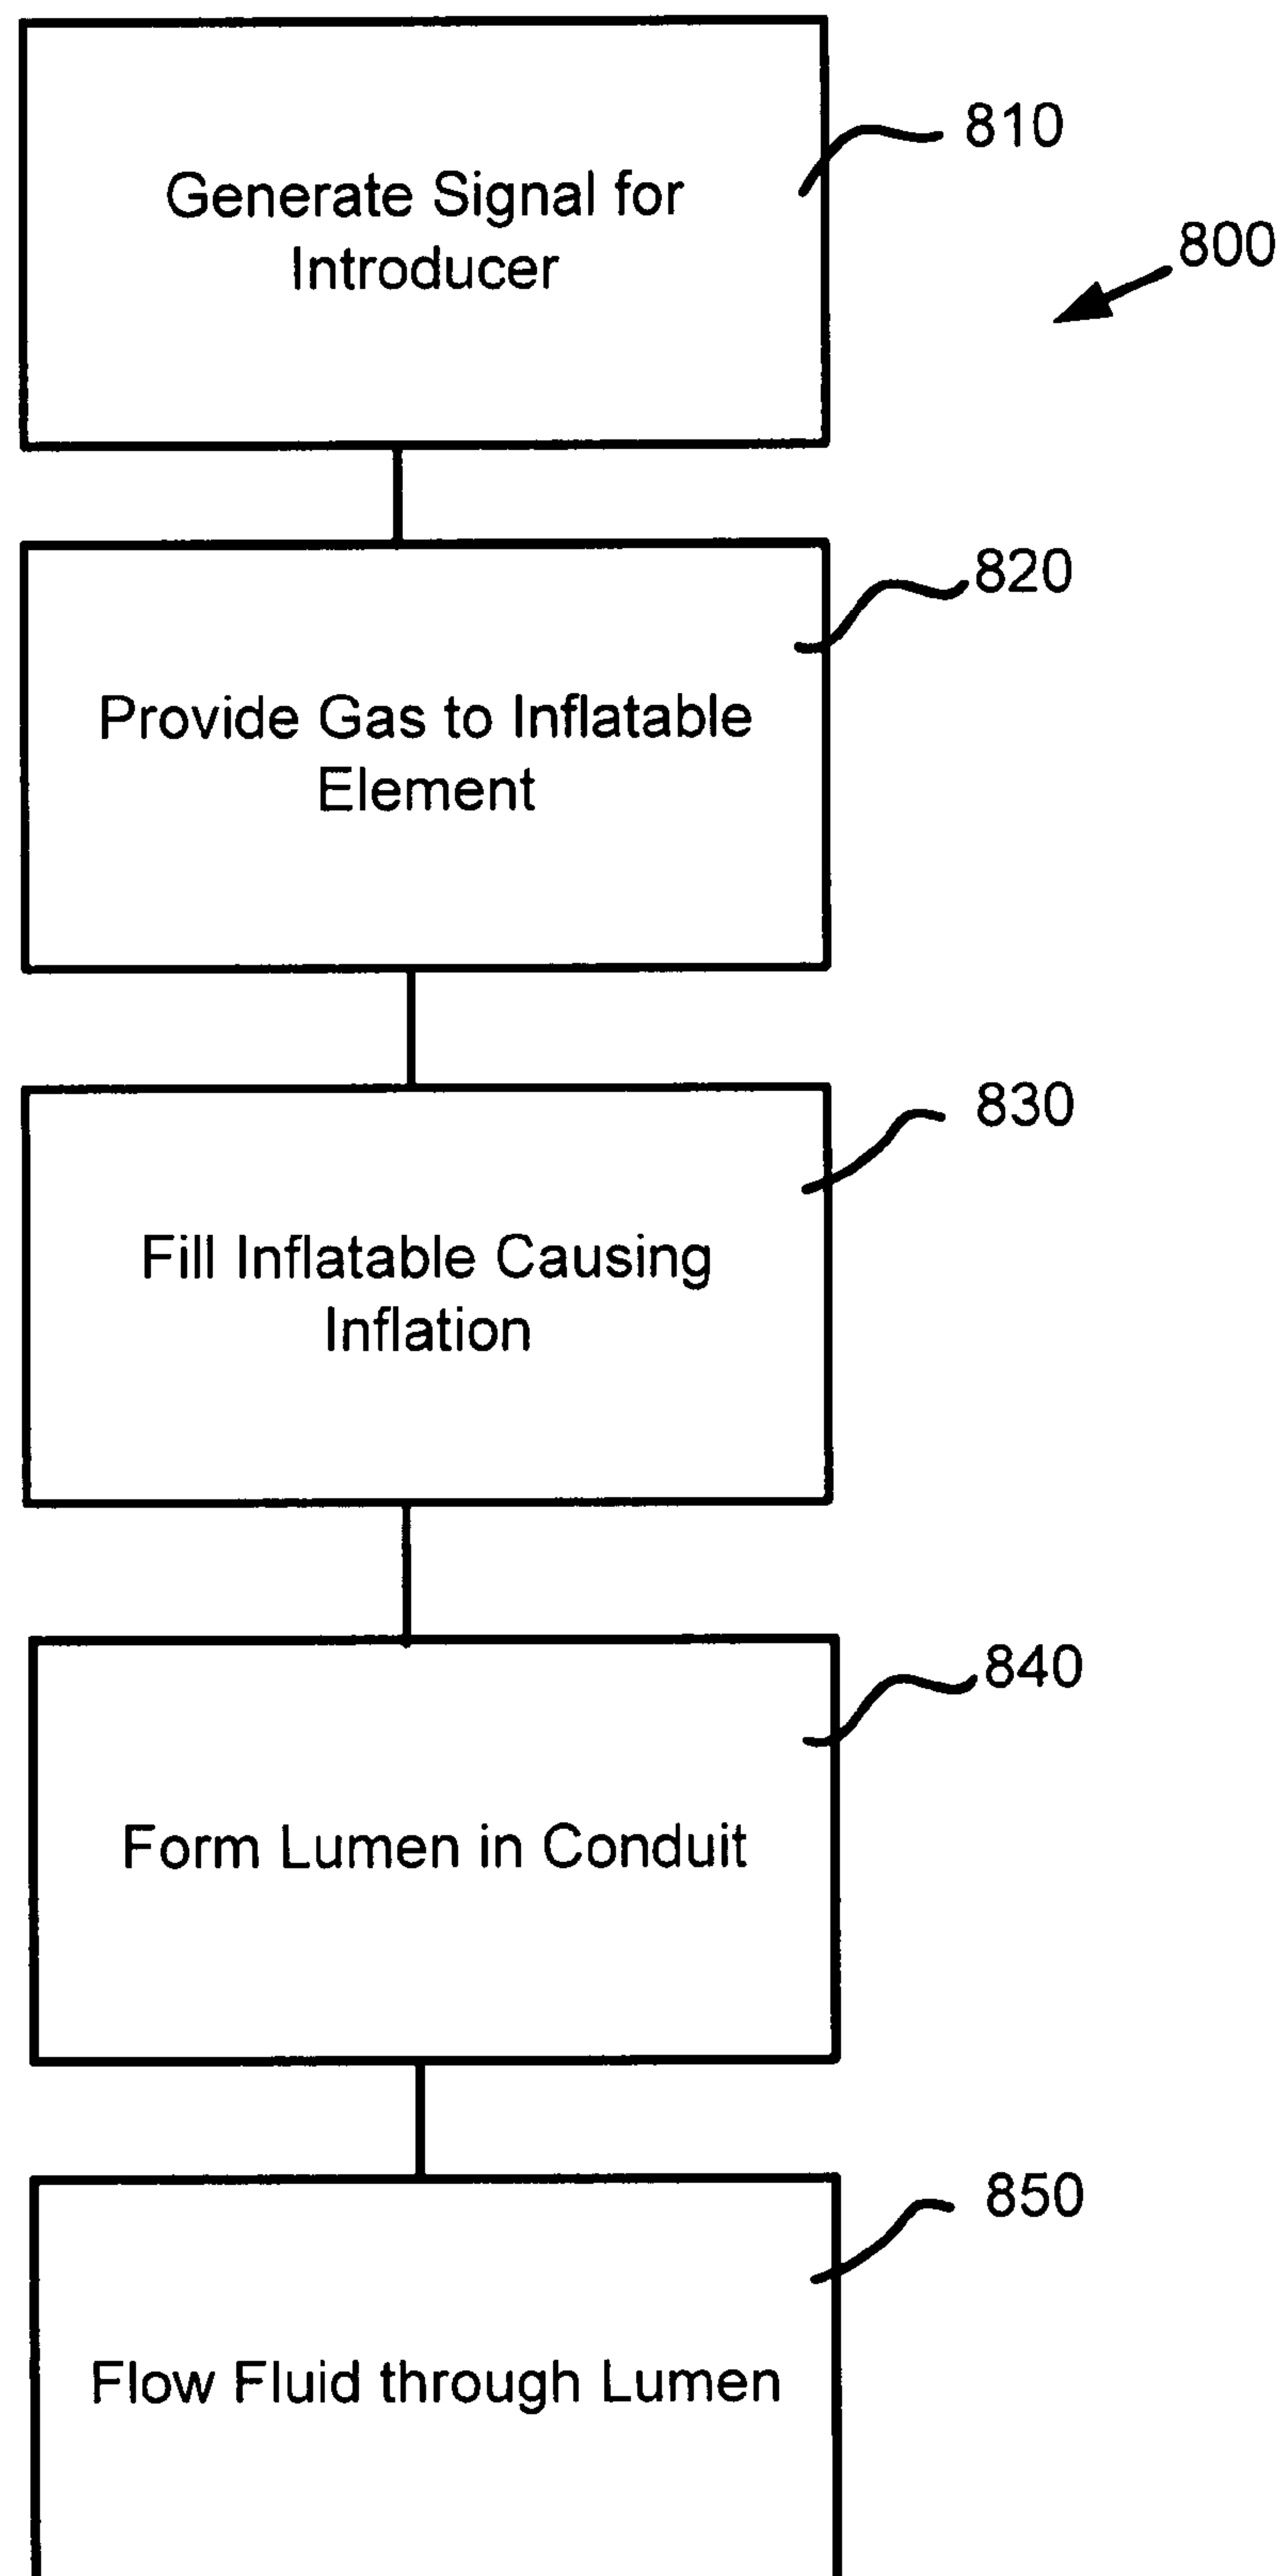 810
800
Generate Signal for
Introducer
820
Provide Gas to Inflatable
Element
830
Fill Inflatable Causing
Inflation
840
Form Lumen in Conduit
850
Flow Fluid through Lumen